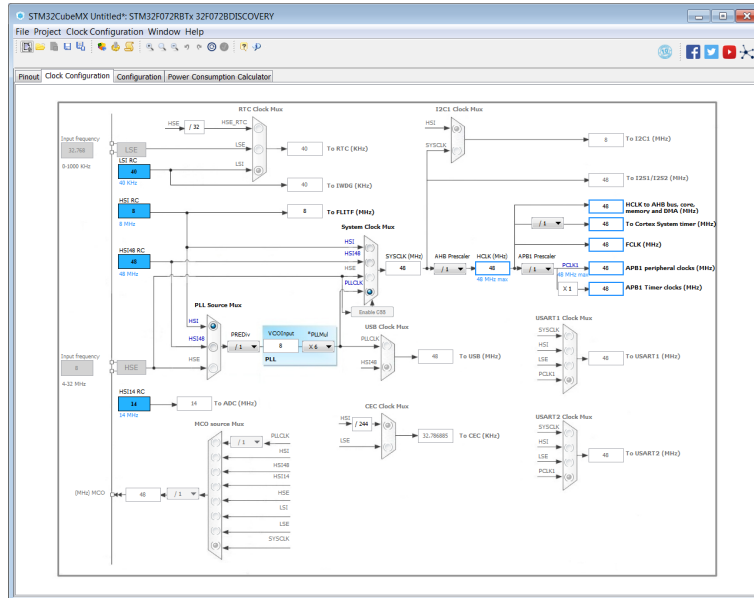 STM32CubeMX Untitled*: STM32F072RBTx 32F072BDISCOVERY
File Project Clock Configuration Window Help
Pinout Clock Configuration Configuration Power Consumption Calculator
RTC Clock Mux
I2C1 Clock Mux
HSE / 32 HSE_RTC
HSI
Input frequency
32.768 LSE LSE 40 To RTC (KHz)
SYSCLK 8 To I2C1 (MHz)
0-1000 KHz
LSI RC
40 LSI
40 KHz
40 To IWDG (KHz)
48 To I2S1/I2S2 (MHz)
HSI RC
8 8 To FLITF (MHz)
8 MHz
48 HCLK to AHB bus, core, memory and DMA (MHz)
/ 1 48 To Cortex System timer (MHz)
System Clock Mux
48 FCLK (MHz)
HSI
HSI48
HSE
PLLCLK
HSI48 RC
48
48 MHz
SYSCLK (MHz) AHB Prescaler HCLK (MHz) APB1 Prescaler
48 / 1 48 / 1
48 MHz max
PCLK1
48 MHz max
48 APB1 peripheral clocks (MHz)
X 1 48 APB1 Timer clocks (MHz)
Enable CSS
PLL Source Mux
HSI
HSI48
HSE
PREDiv
/ 1
VCOInput *PLLMul
8 X 6
PLL
USB Clock Mux
PLLCLK
HSI48
48 To USB (MHz)
USART1 Clock Mux
SYSCLK
HSI
LSE
PCLK1
48 To USART1 (MHz)
Input frequency
8 HSE
4-32 MHz
HSI14 RC
14 14 To ADC (MHz)
14 MHz
CEC Clock Mux
HSI / 244
LSE
32.786885 To CEC (KHz)
USART2 Clock Mux
SYSCLK
HSI
LSE
PCLK1
48 To USART2 (MHz)
MCO source Mux
/ 1 PLLCLK
HSI
HSI48
HSI14
HSE
LSI
LSE
SYSCLK
(MHz) MCO 48 / 1